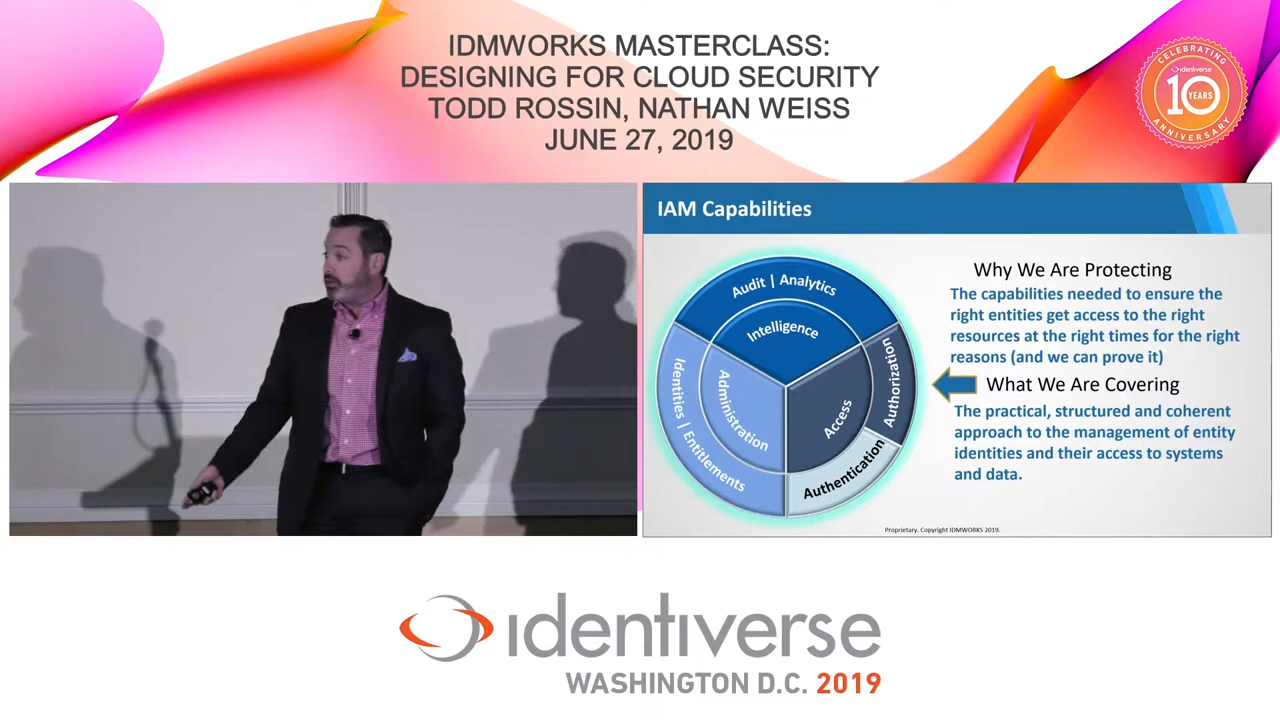 IDMWORKS MASTERCLASS:
DESIGNING FOR CLOUD SECURITY
TODD ROSSIN, NATHAN WEISS
JUNE 27, 2019
CELEBRATING
identiverse
10
YEARS
ANNIVERSARY
IAM Capabilities
Audit | Analytics
Intelligence
Identities | Entitlements
Administration
Access
Authorization
Authentication
Why We Are Protecting
The capabilities needed to ensure the
right entities get access to the right
resources at the right times for the right
reasons (and we can prove it)
What We Are Covering
The practical, structured and coherent
approach to the management of entity
identities and their access to systems
and data.
Proprietary. Copyright IDMWORKS 2019.
identiverse
WASHINGTON D.C. 2019